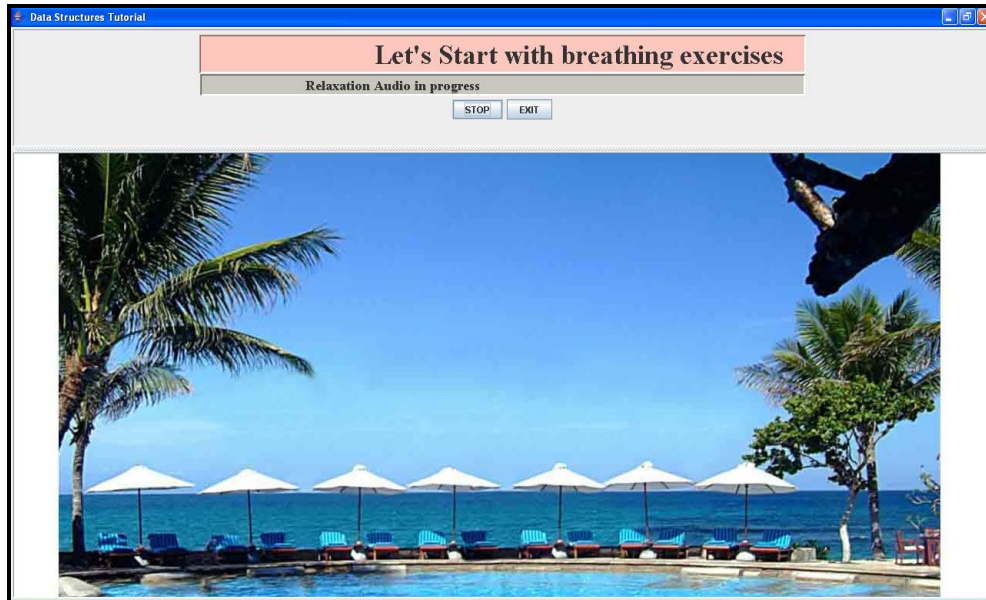 Data Structures Tutorial
Let's Start with breathing exercises
Relaxation Audio in progress
STOP EXIT